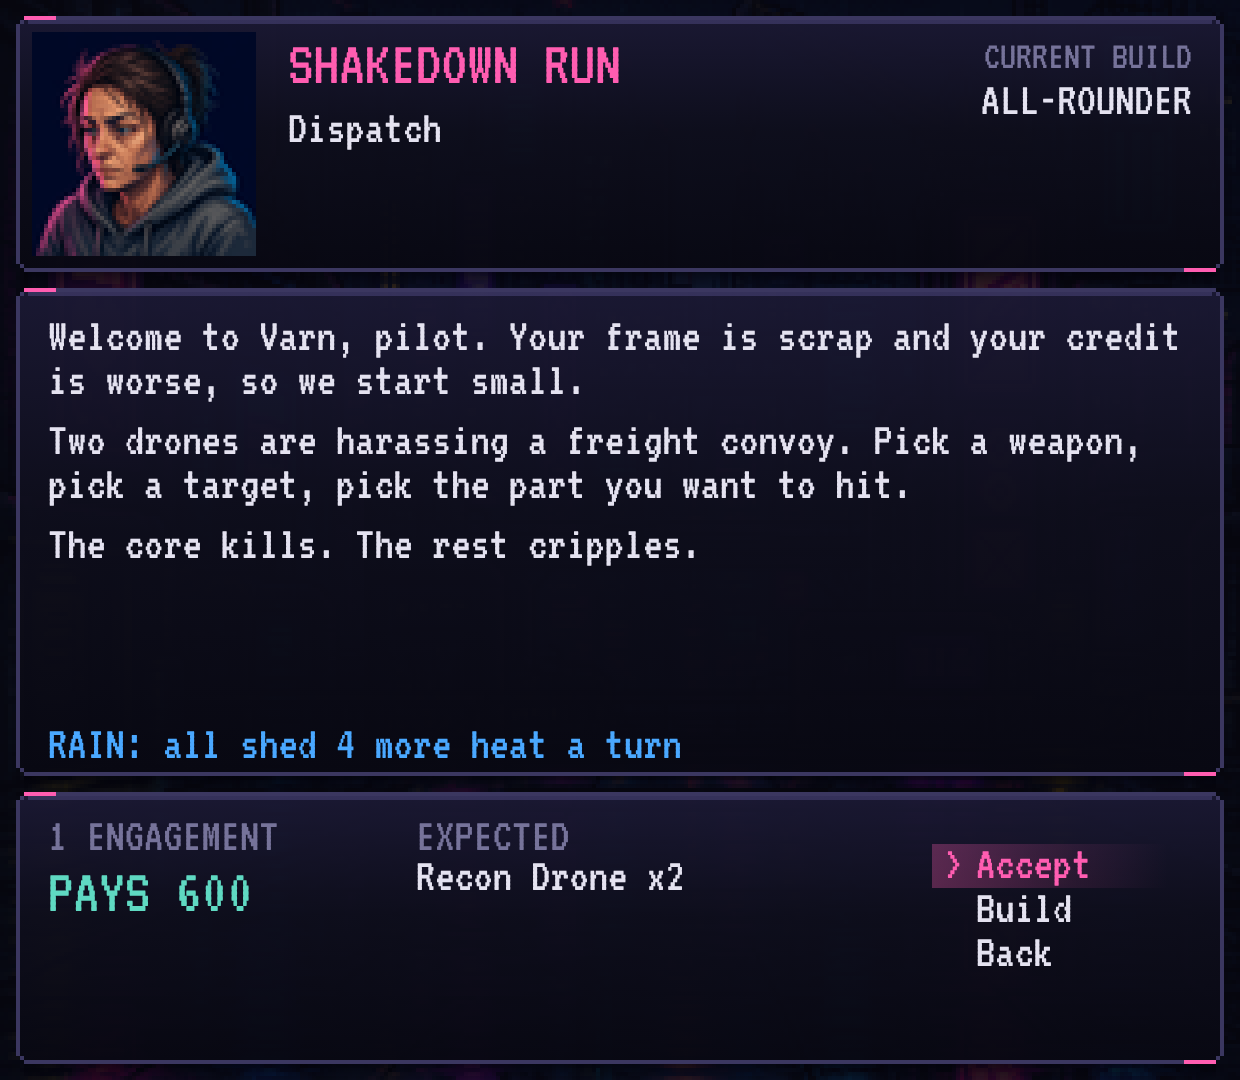 SHAKEDOWN RUN
Dispatch
CURRENT BUILD
ALL-ROUNDER
Welcome to Varn, pilot. Your frame is scrap and your credit
is worse, so we start small.
Two drones are harassing a freight convoy. Pick a weapon,
pick a target, pick the part you want to hit.
The core kills. The rest cripples.
RAIN: all shed 4 more heat a turn
1 ENGAGEMENT
PAYS 600
EXPECTED
Recon Drone x2
> Accept
Build
Back